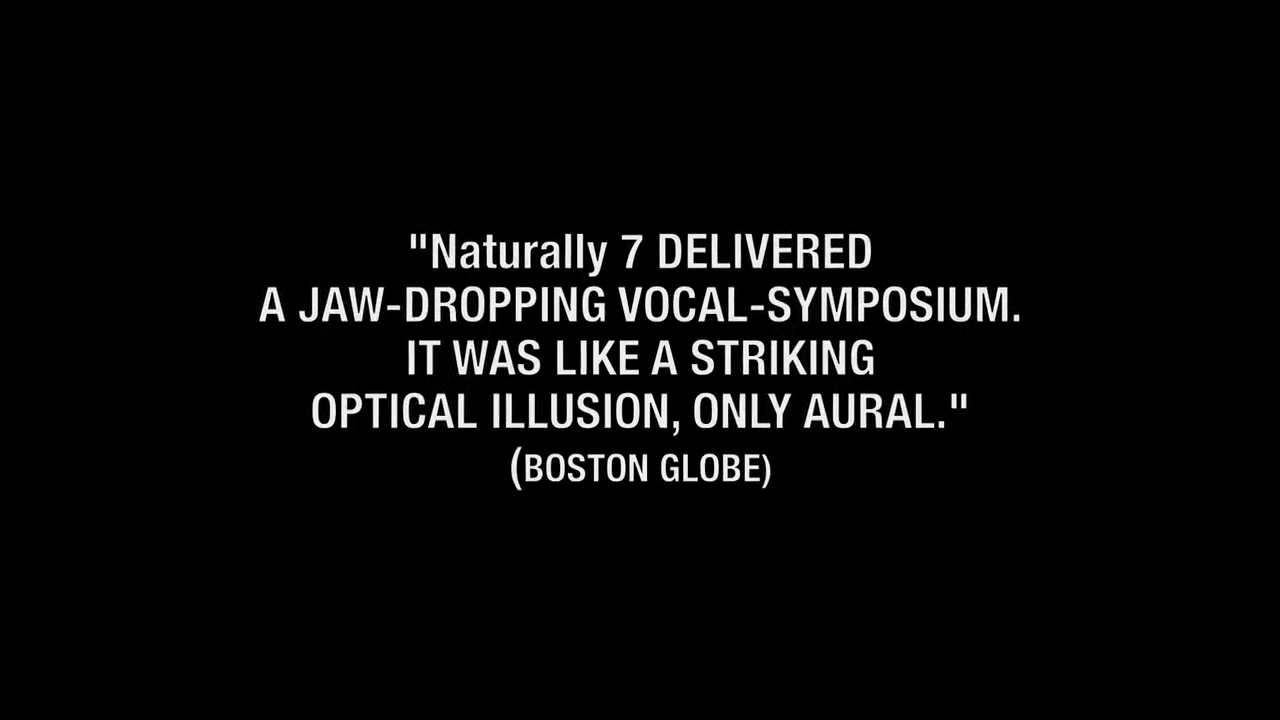 "Naturally 7 DELIVERED
A JAW-DROPPING VOCAL-SYMPOSIUM.
IT WAS LIKE A STRIKING
OPTICAL ILLUSION, ONLY AURAL."
(BOSTON GLOBE)